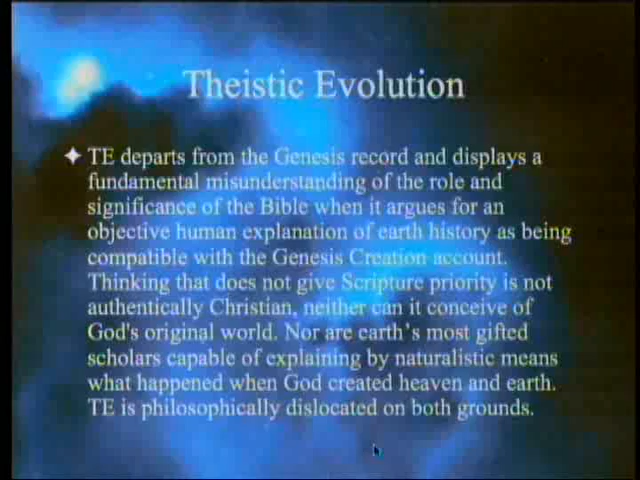 Theistic Evolution
TE departs from the Genesis record and displays a
fundamental misunderstanding of the role and
significance of the Bible when it argues for an
objective human explanation of earth history as being
compatible with the Genesis Creation account.
Thinking that does not give Scripture priority is not
authentically Christian, neither can it conceive of
God's original world. Nor are earth’s most gifted
scholars capable of explaining by naturalistic means
what happened when God created heaven and earth.
TE is philosophically dislocated on both grounds.